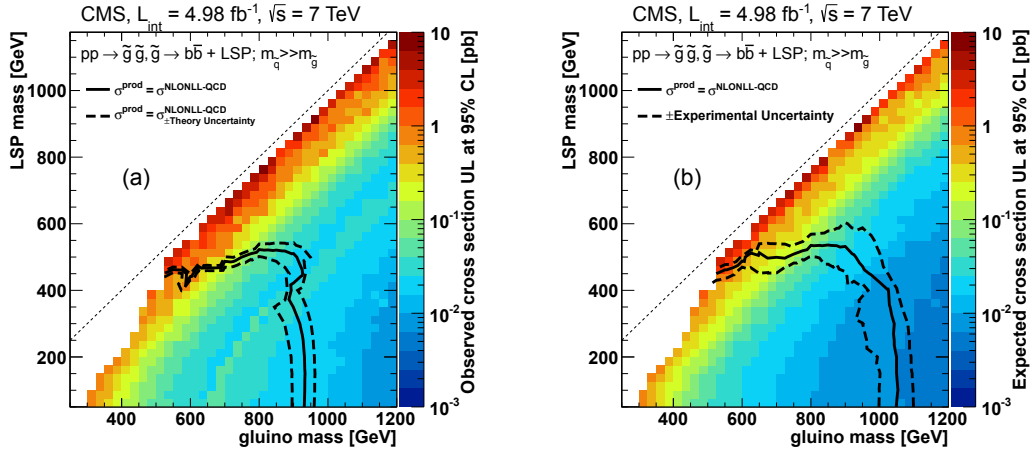 CMS, L_int = 4.98 fb⁻¹, √s = 7 TeV
pp → g̃ g̃, g̃ → bb̄ + LSP; m_q̃ >> m_g̃
σ^prod = σ^NLONLL-QCD
σ^prod = σ^NLONLL-QCD_±Theory Uncertainty
(a)
LSP mass [GeV]
1000
800
600
400
200
400 600 800 1000 1200
gluino mass [GeV]
10
1
10⁻¹
10⁻²
10⁻³
Observed cross section UL at 95% CL [pb]
CMS, L_int = 4.98 fb⁻¹, √s = 7 TeV
pp → g̃ g̃, g̃ → bb̄ + LSP; m_q̃ >> m_g̃
σ^prod = σ^NLONLL-QCD
±Experimental Uncertainty
(b)
LSP mass [GeV]
1000
800
600
400
200
400 600 800 1000 1200
gluino mass [GeV]
10
1
10⁻¹
10⁻²
10⁻³
Expected cross section UL at 95% CL [pb]